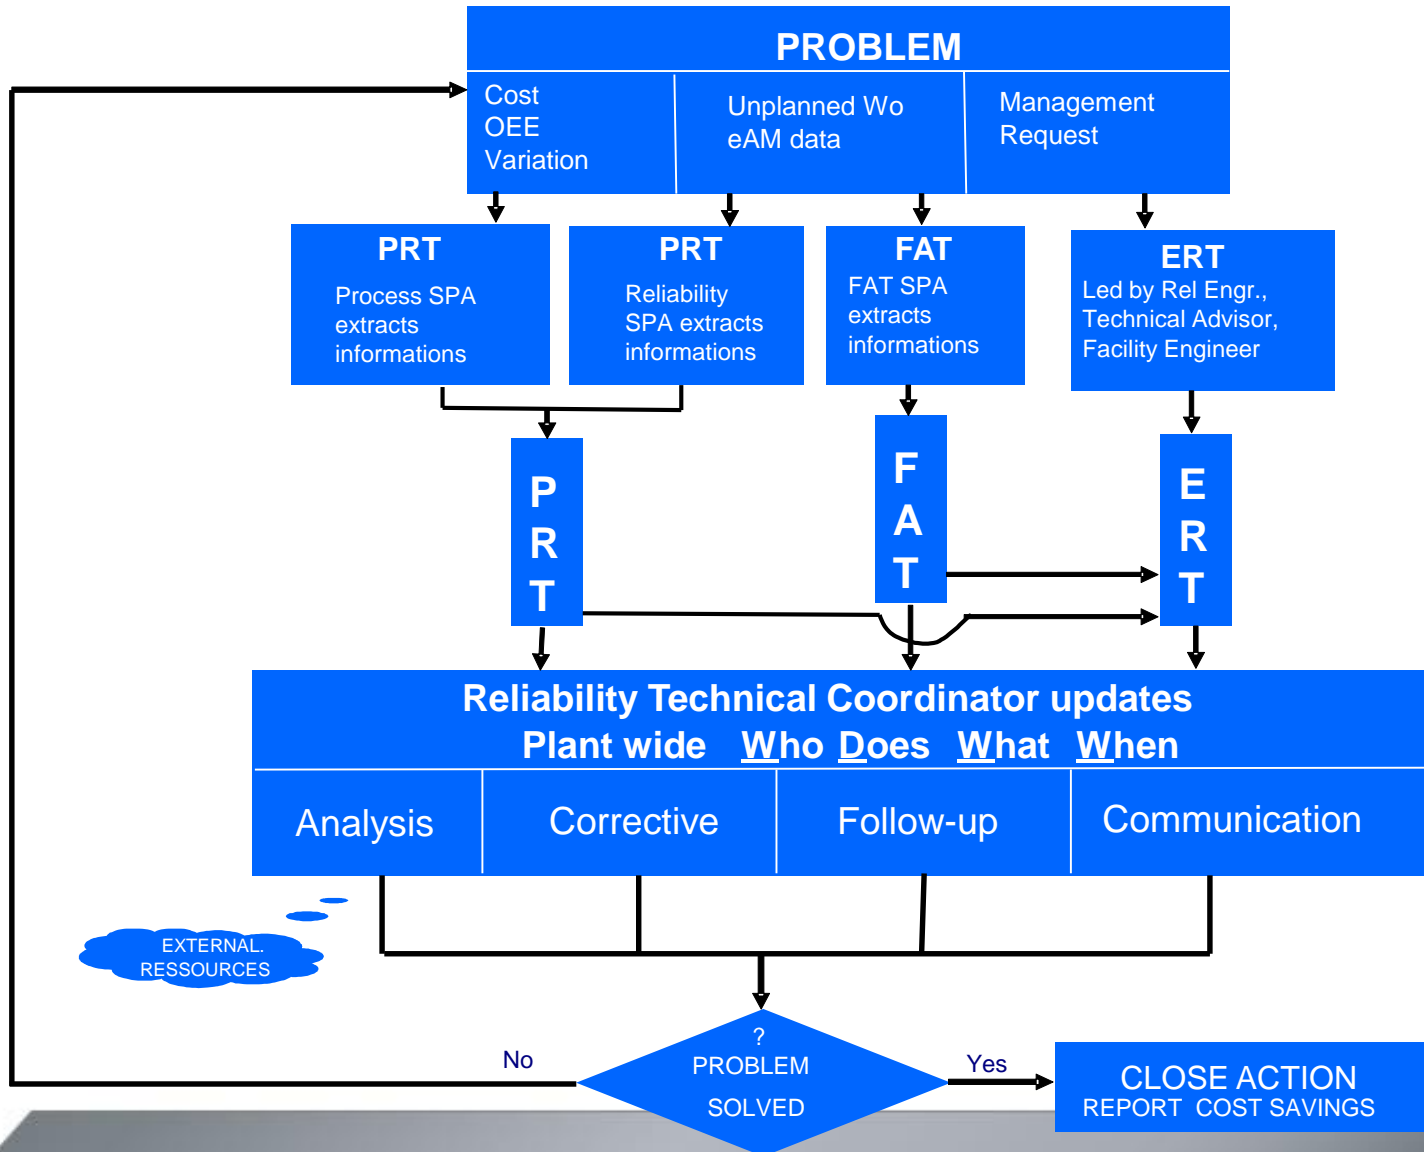 PROBLEM
Cost
OEE
Variation
Unplanned Wo
eAM data
Management
Request
PRT
Process SPA
extracts
informations
PRT
Reliability
SPA extracts
informations
FAT
FAT SPA
extracts
informations
ERT
Led by Rel Engr.,
Technical Advisor,
Facility Engineer
P
R
T
F
A
T
E
R
T
Reliability Technical Coordinator updates
Plant wide Who Does What When
Analysis
Corrective
Follow-up
Communication
EXTERNAL.
RESSOURCES
?
PROBLEM
SOLVED
No
Yes
CLOSE ACTION
REPORT COST SAVINGS